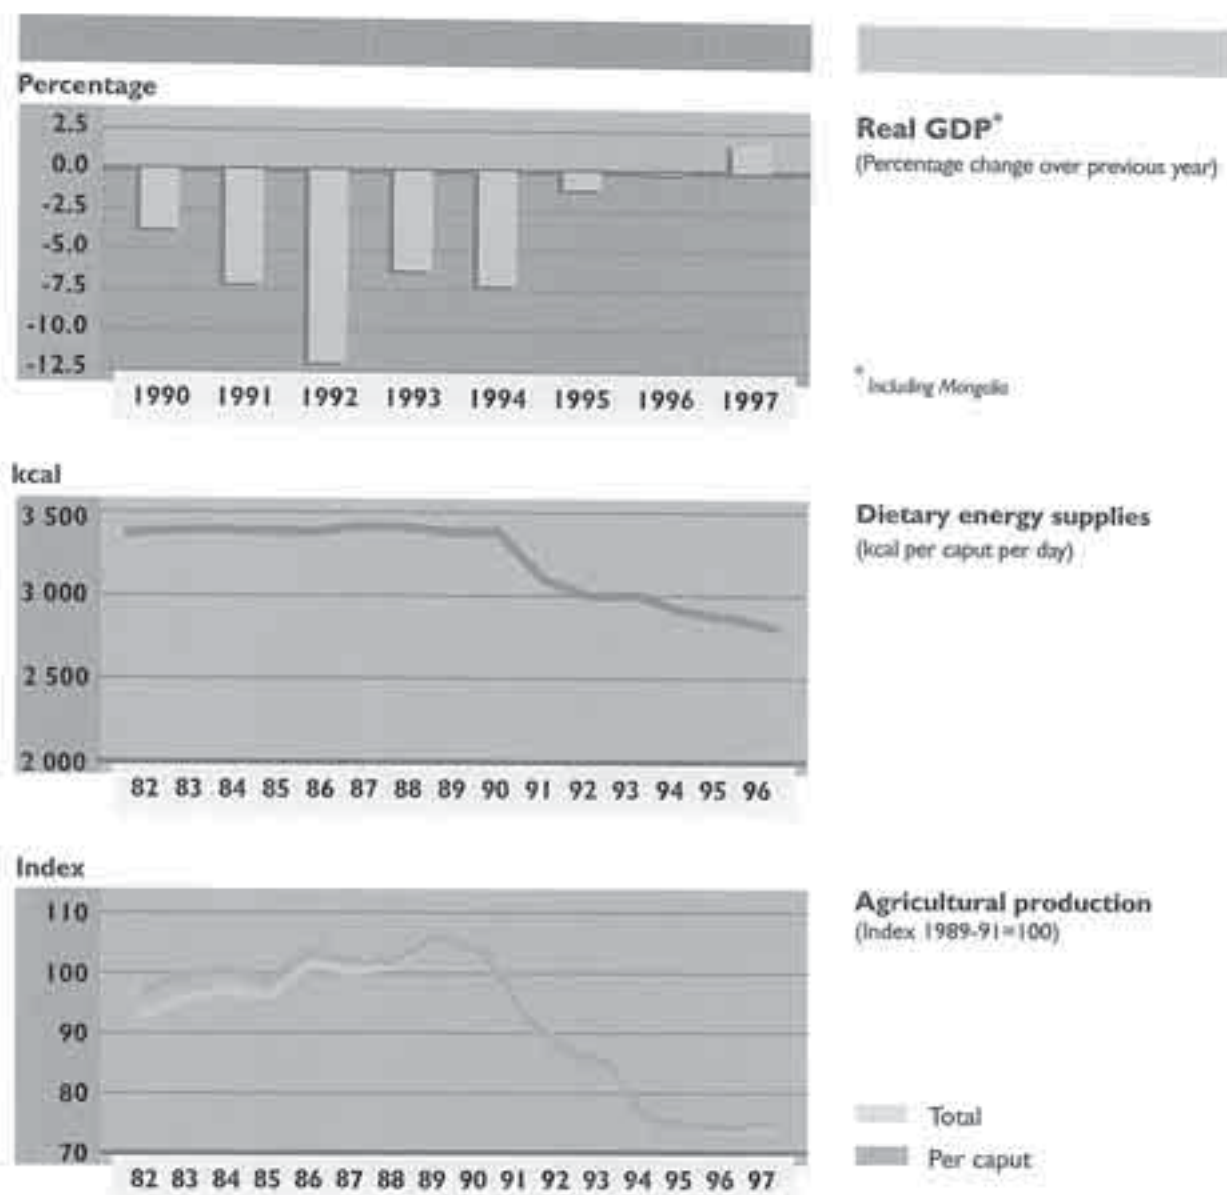 Percentage
2.5
0.0
-2.5
-5.0
-7.5
-10.0
-12.5
1990 1991 1992 1993 1994 1995 1996 1997
Real GDP*
(Percentage change over previous year)
* Including Mongolia
kcal
3 500
3 000
2 500
2 000
82 83 84 85 86 87 88 89 90 91 92 93 94 95 96
Dietary energy supplies
(kcal per caput per day)
Index
110
100
90
80
70
82 83 84 85 86 87 88 89 90 91 92 93 94 95 96 97
Agricultural production
(Index 1989-91=100)
Total
Per caput